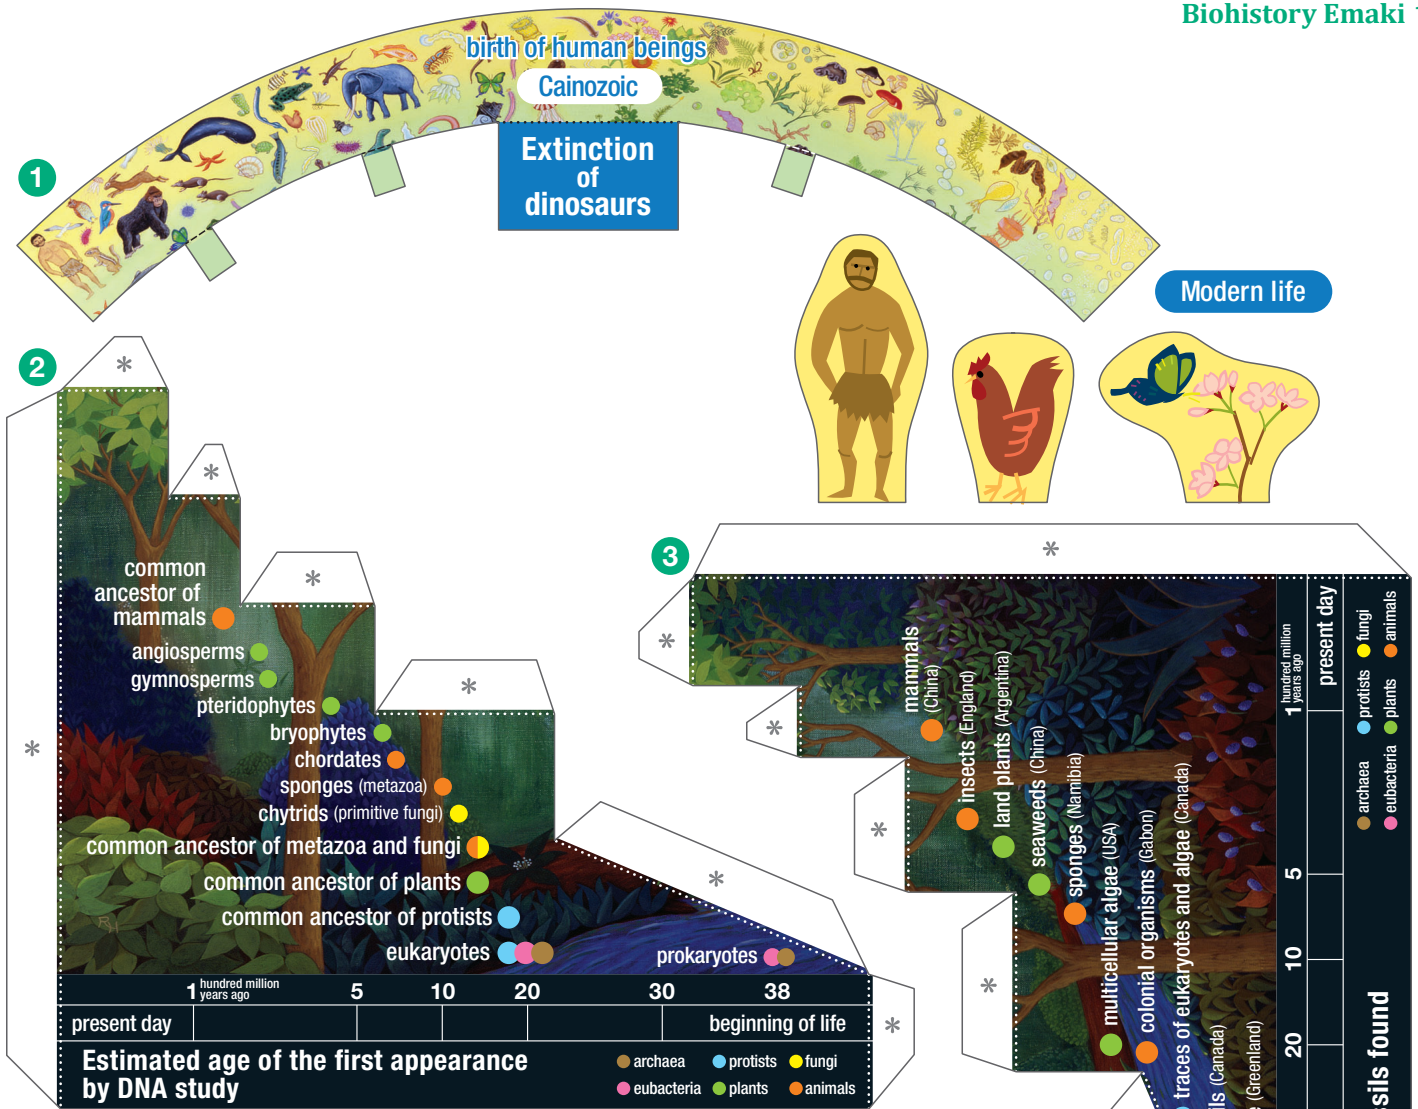 Biohistory Emaki
birth of human beings
Cainozoic
Extinction
of
dinosaurs
1
Modern life
2
*
*
*
*
*
*
*
common
ancestor of
mammals
angiosperms
gymnosperms
pteridophytes
bryophytes
chordates
sponges (metazoa)
chytrids (primitive fungi)
common ancestor of metazoa and fungi
common ancestor of plants
common ancestor of protists
eukaryotes
prokaryotes
1 hundred million
years ago
5 10 20 30 38
present day
beginning of life
Estimated age of the first appearance
by DNA study
archaea
protists
fungi
eubacteria
plants
animals
3
*
*
*
*
*
mammals
(China)
insects (England)
land plants (Argentina)
seaweeds (China)
sponges (Namibia)
multicellular algae (USA)
colonial organisms (Gabon)
traces of eukaryotes and algae (Canada)
lls (Canada)
(Greenland)
1 hundred million
years ago
5
10
20
present day
archaea
protists
fungi
eubacteria
plants
animals
sils found